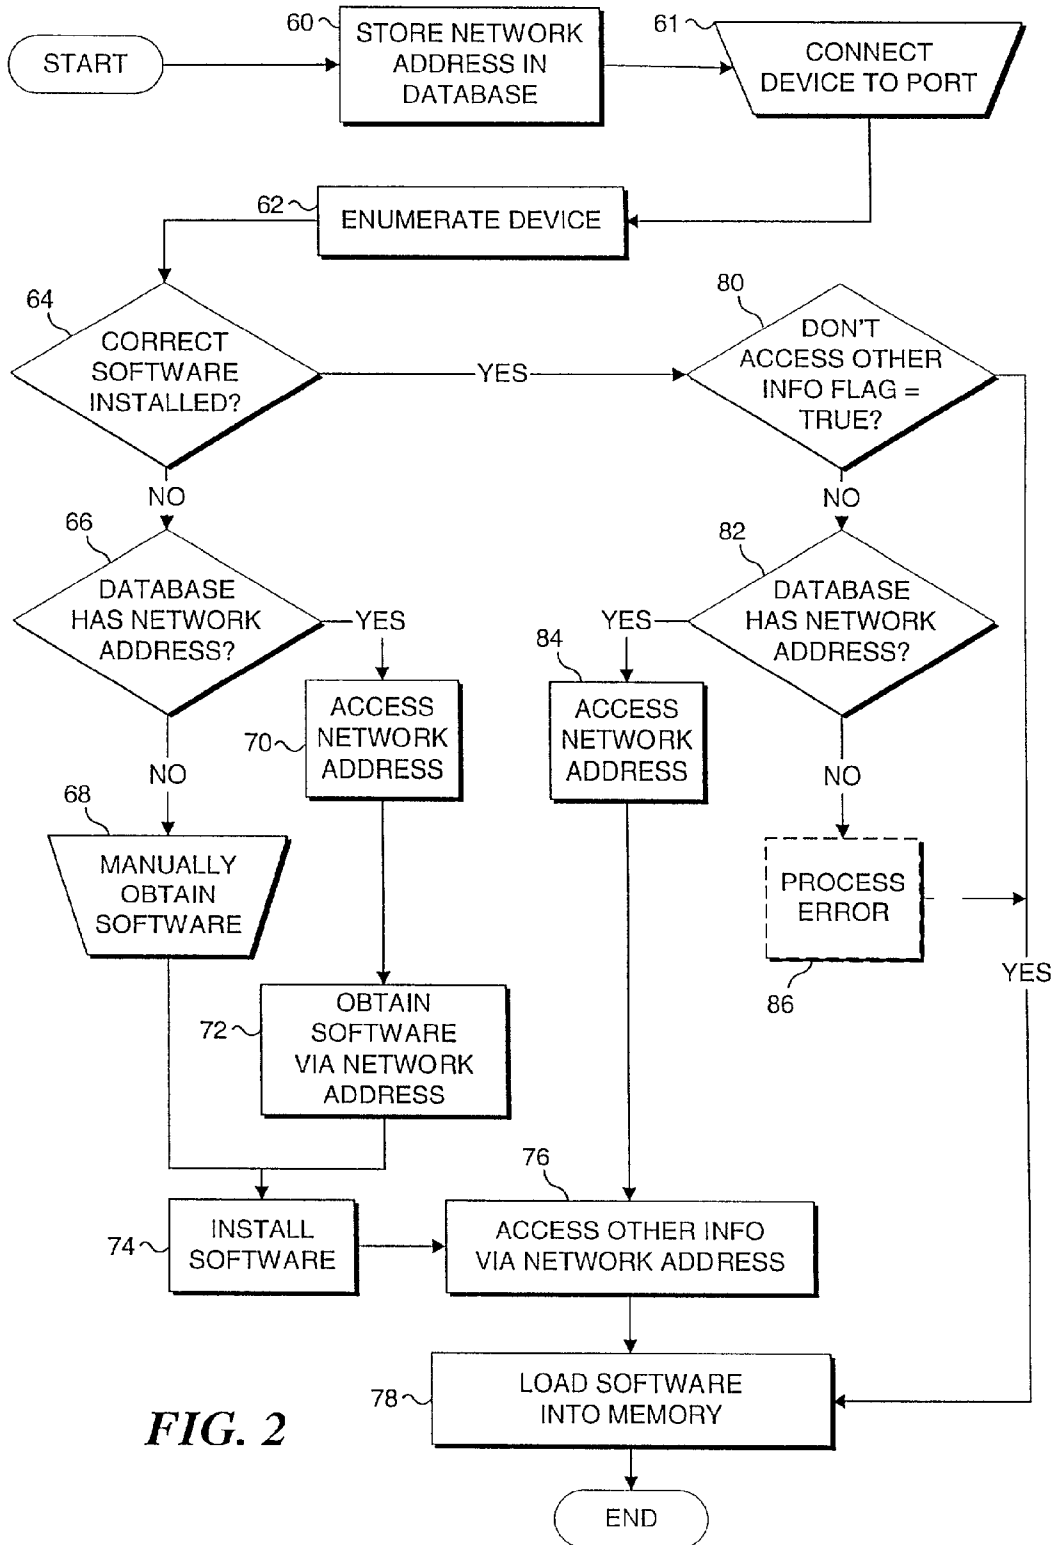 START
60
STORE NETWORK
ADDRESS IN
DATABASE
61
CONNECT
DEVICE TO PORT
62
ENUMERATE DEVICE
64
CORRECT
SOFTWARE
INSTALLED?
YES
80
DON'T
ACCESS OTHER
INFO FLAG =
TRUE?
NO
NO
66
DATABASE
HAS NETWORK
ADDRESS?
YES
82
DATABASE
HAS NETWORK
ADDRESS?
YES
70
ACCESS
NETWORK
ADDRESS
84
ACCESS
NETWORK
ADDRESS
NO
NO
68
MANUALLY
OBTAIN
SOFTWARE
PROCESS
ERROR
86
YES
72
OBTAIN
SOFTWARE
VIA NETWORK
ADDRESS
74
INSTALL
SOFTWARE
76
ACCESS OTHER INFO
VIA NETWORK ADDRESS
78
LOAD SOFTWARE
INTO MEMORY
FIG. 2
END